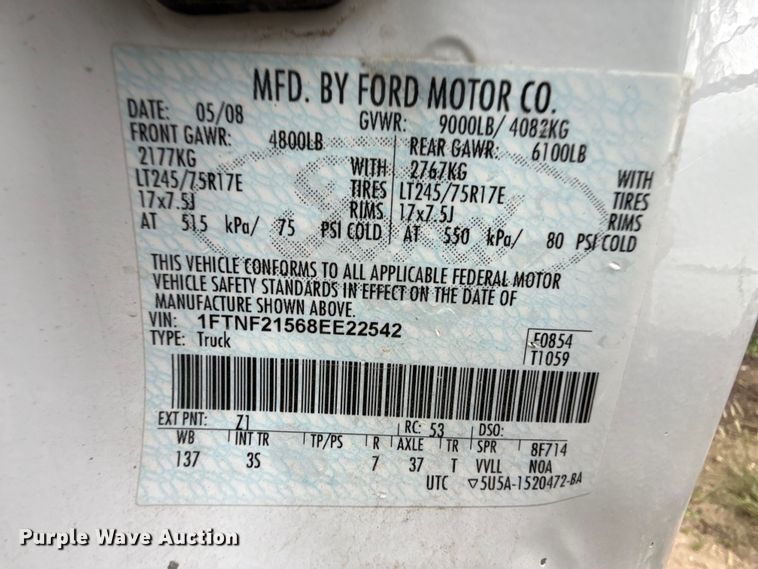 MFD. BY FORD MOTOR CO.
DATE: 05/08 GVWR: 9000LB/ 4082KG
FRONT GAWR: 4800LB REAR GAWR: 6100LB
2177KG WITH 2767KG WITH
LT245/75R17E TIRES LT245/75R17E TIRES
17x7.5J RIMS 17x7.5J RIMS
AT 515 kPa/ 75 PSI COLD AT 550 kPa/ 80 PSI COLD
THIS VEHICLE CONFORMS TO ALL APPLICABLE FEDERAL MOTOR
VEHICLE SAFETY STANDARDS IN EFFECT ON THE DATE OF
MANUFACTURE SHOWN ABOVE.
VIN: 1FTNF21568EE22542 F0854
TYPE: Truck T1059
EXT PNT: Z1 RC: 53 DSO:
WB INT TR TP/PS R AXLE TR SPR 8F714
137 3S 7 37 T VVLL NOA
UTC ▽5U5A-1520472-BA
Purple Wave Auction
Purple Wave Auction